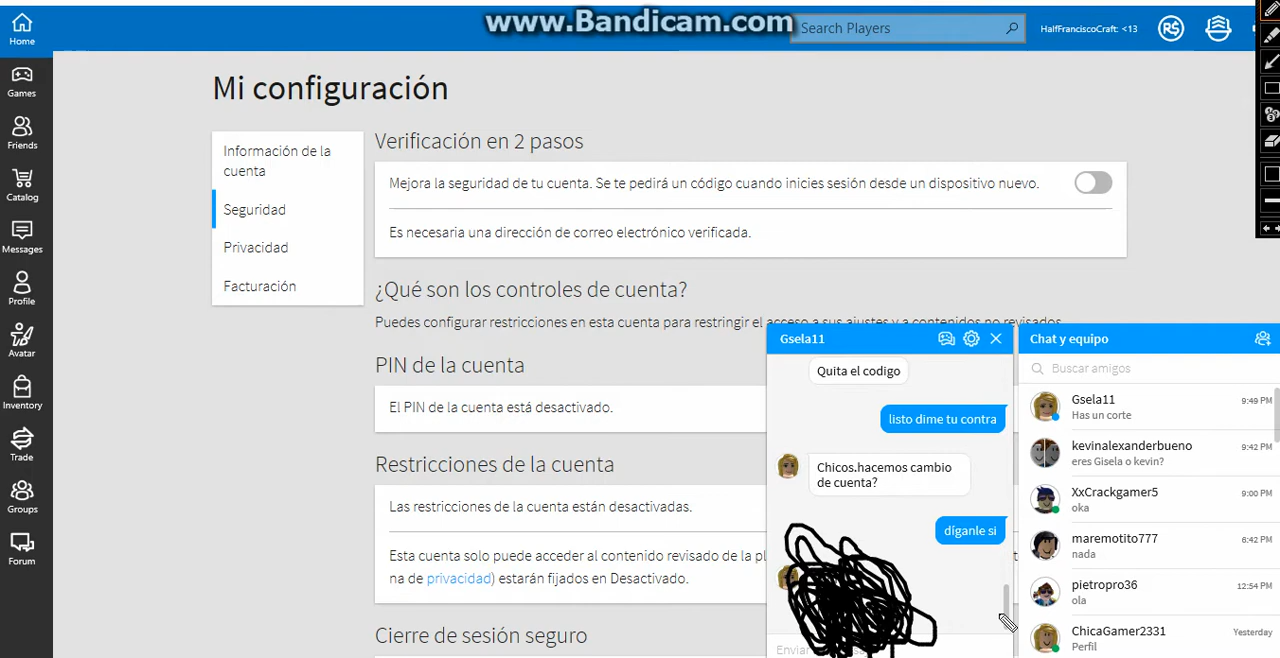 www.Bandicam.com
Search Players
HalfFranciscoCraft: <13
Home
Games
Friends
Catalog
Messages
Profile
Avatar
Inventory
Trade
Groups
Forum
Mi configuración
Información de la
cuenta
Seguridad
Privacidad
Facturación
Verificación en 2 pasos
Mejora la seguridad de tu cuenta. Se te pedirá un código cuando inicies sesión desde un dispositivo nuevo.
Es necesaria una dirección de correo electrónico verificada.
¿Qué son los controles de cuenta?
Puedes configurar restricciones en esta cuenta para restringir el acceso a sus ajustes y a contenidos no revisados.
PIN de la cuenta
El PIN de la cuenta está desactivado.
Restricciones de la cuenta
Las restricciones de la cuenta están desactivadas.
Esta cuenta solo puede acceder al contenido revisado de la pl
na de privacidad) estarán fijados en Desactivado.
Cierre de sesión seguro
Gsela11
Quita el codigo
listo dime tu contra
Chicos.hacemos cambio
de cuenta?
díganle si
Enviar
Chat y equipo
Buscar amigos
Gsela11
9:49 PM
Has un corte
kevinalexanderbueno
9:42 PM
eres Gisela o kevin?
XxCrackgamer5
9:00 PM
oka
maremotito777
6:42 PM
nada
pietropro36
12:54 PM
ola
ChicaGamer2331
Yesterday
Perfil